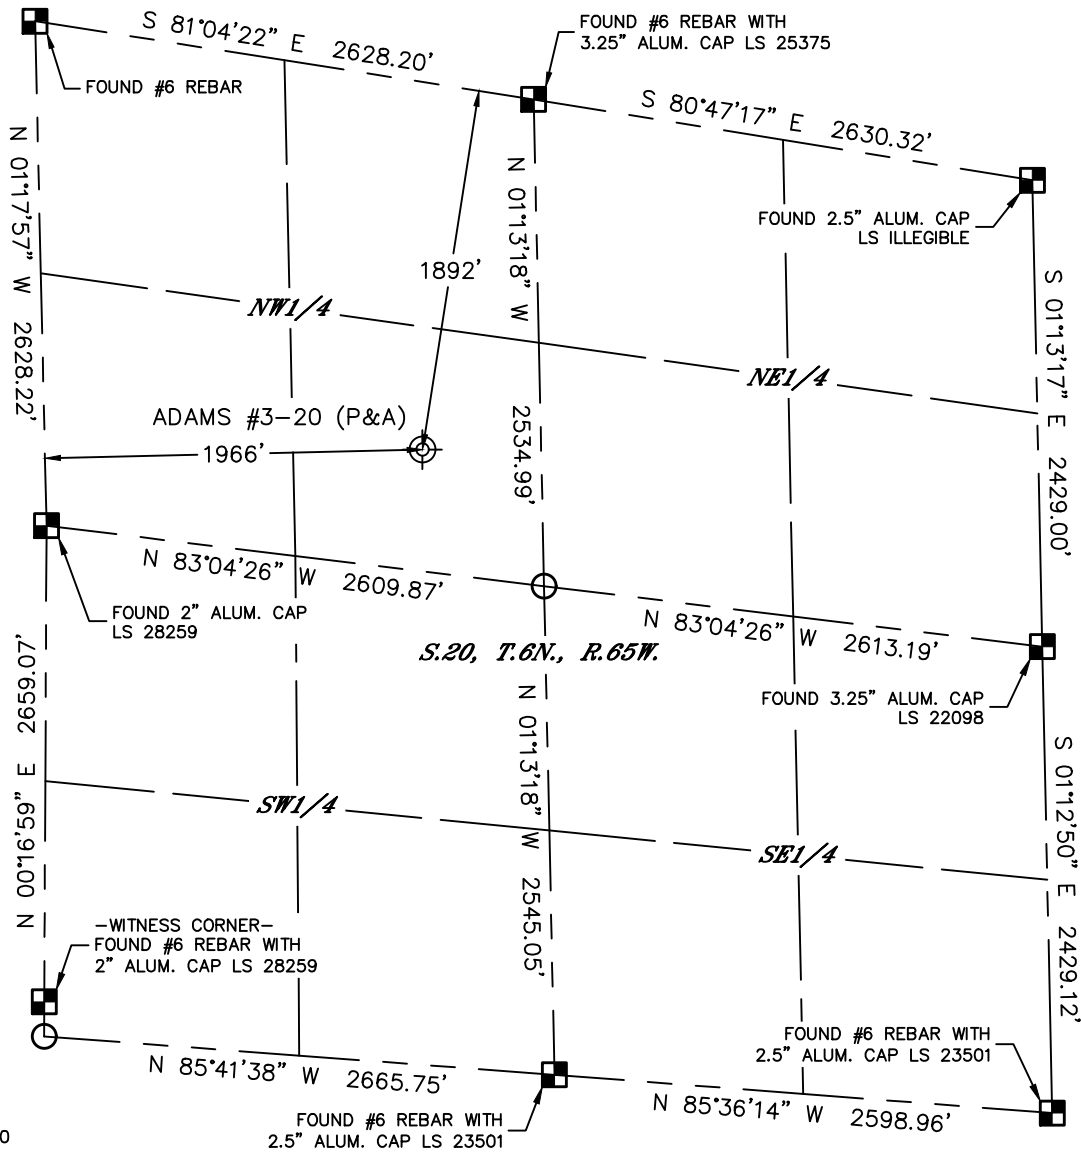 S 81°04'22" E 2628.20'
FOUND #6 REBAR WITH
3.25" ALUM. CAP LS 25375
FOUND #6 REBAR
S 80°47'17" E 2630.32'
N 01°17'57" W 2628.22'
N 01°13'18" W 2534.99'
FOUND 2.5" ALUM. CAP
LS ILLEGIBLE
1892'
S 01°13'17" E 2429.00'
NW1/4
NE1/4
ADAMS #3-20 (P&A)
1966'
N 83°04'26" W 2609.87'
FOUND 2" ALUM. CAP
LS 28259
N 83°04'26" W 2613.19'
S.20, T.6N., R.65W.
FOUND 3.25" ALUM. CAP
LS 22098
N 00°16'59" E 2659.07'
N 01°13'18" W 2545.05'
S 01°12'50" E 2429.12'
SW1/4
SE1/4
-WITNESS CORNER-
FOUND #6 REBAR WITH
2" ALUM. CAP LS 28259
FOUND #6 REBAR WITH
2.5" ALUM. CAP LS 23501
N 85°41'38" W 2665.75'
N 85°36'14" W 2598.96'
FOUND #6 REBAR WITH
2.5" ALUM. CAP LS 23501
0